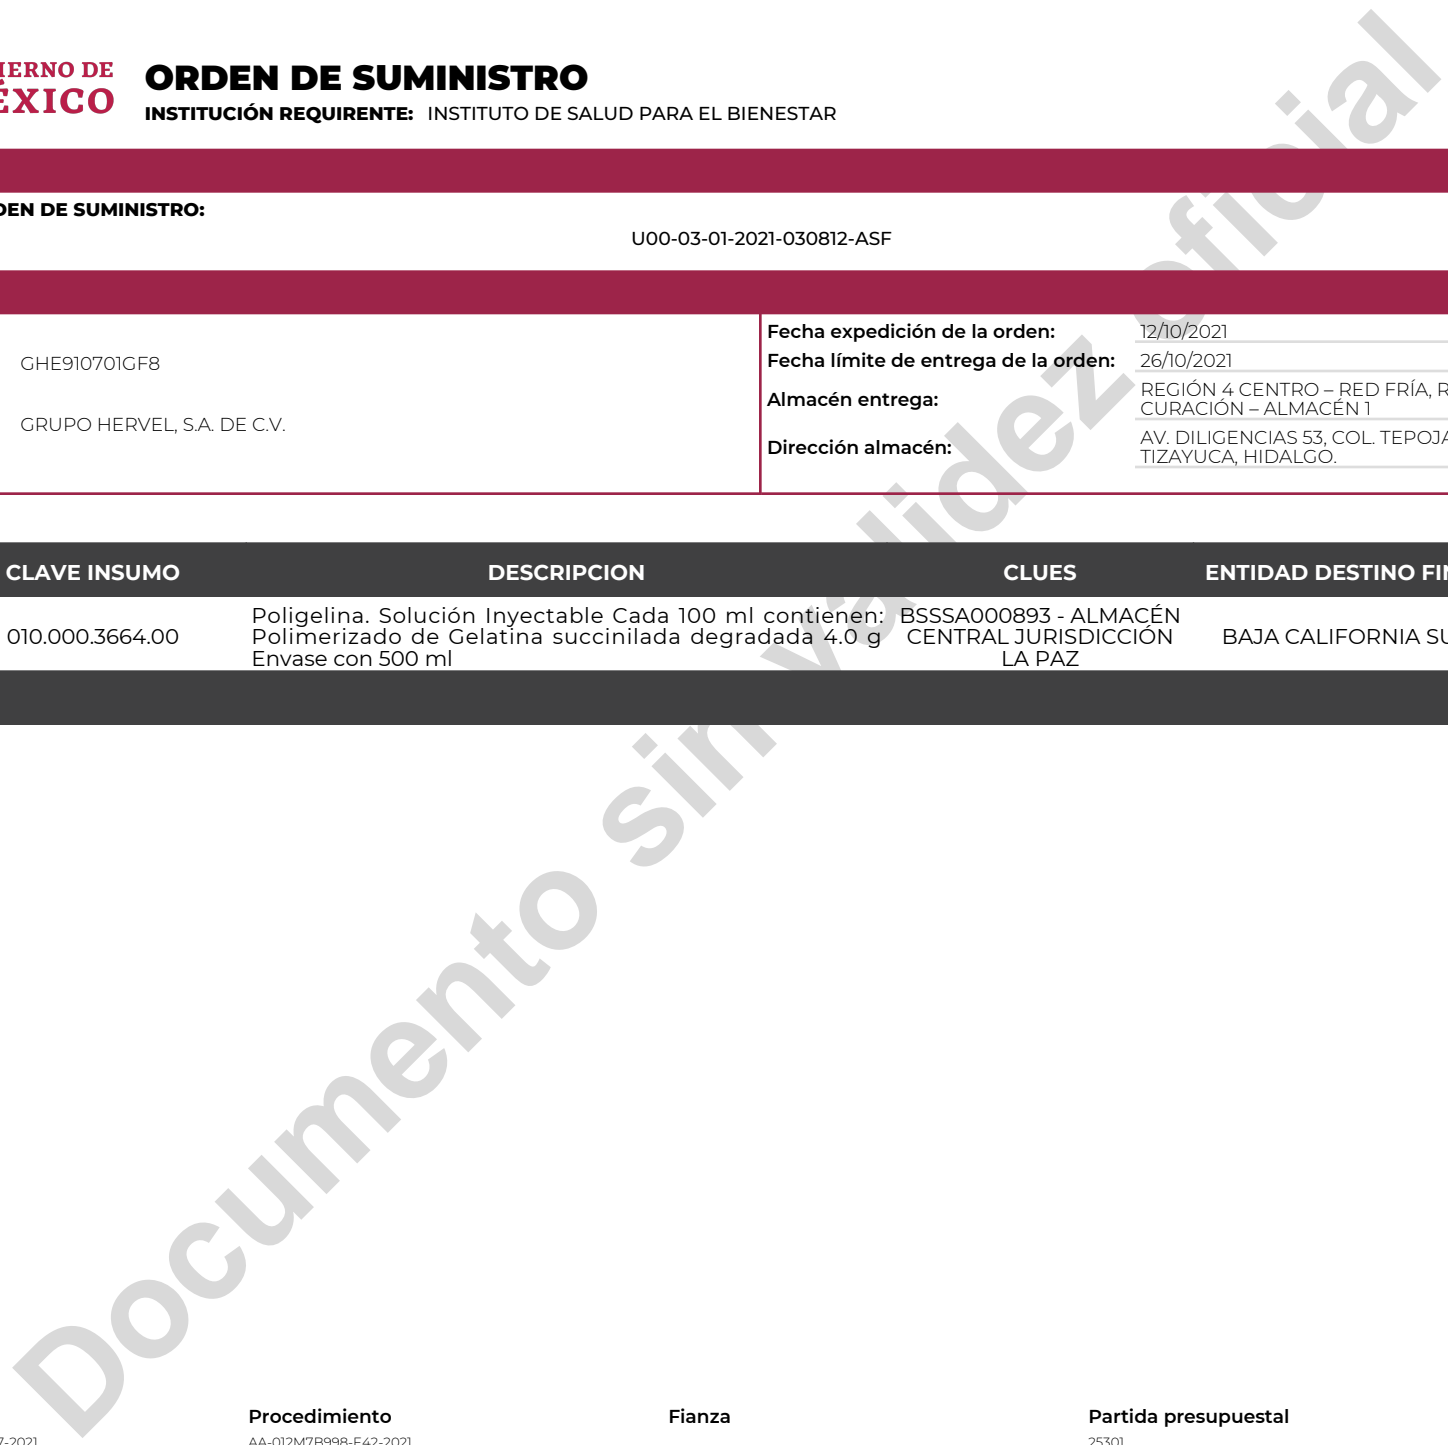 ORDEN DE SUMINISTRO
INSTITUCIÓN REQUIRENTE: INSTITUTO DE SALUD PARA EL BIENESTAR
DE
ÉXICO
DE SUMINISTRO:
U00-03-01-2021-030812-ASF
GHE910701GF8
GRUPO HERVEL, S.A. DE C.V.
Fecha expedición de la orden: 12/10/2021
Fecha límite de entrega de la orden: 26/10/2021
Almacén entrega: REGIÓN 4 CENTRO – RED FRÍA,
CURACIÓN – ALMACÉN 1
Dirección almacén: AV. DILIGENCIAS 53, COL.
TIZAYUCA, HIDALGO.
CLAVE INSUMO DESCRIPCION CLUES ENTIDAD DESTINO
010.000.3664.00
Poligelina. Solución Inyectable Cada 100 ml contienen:
Polimerizado de Gelatina succinilada degradada 4.0 g
Envase con 500 ml
BSSSA000893 - ALMACÉN
CENTRAL JURISDICCIÓN
LA PAZ
BAJA CALIFORNIA
Documento sin validez oficial
Procedimiento Fianza Partida presupuestal
7-2021 AA-012M7B998-E42-2021 25301